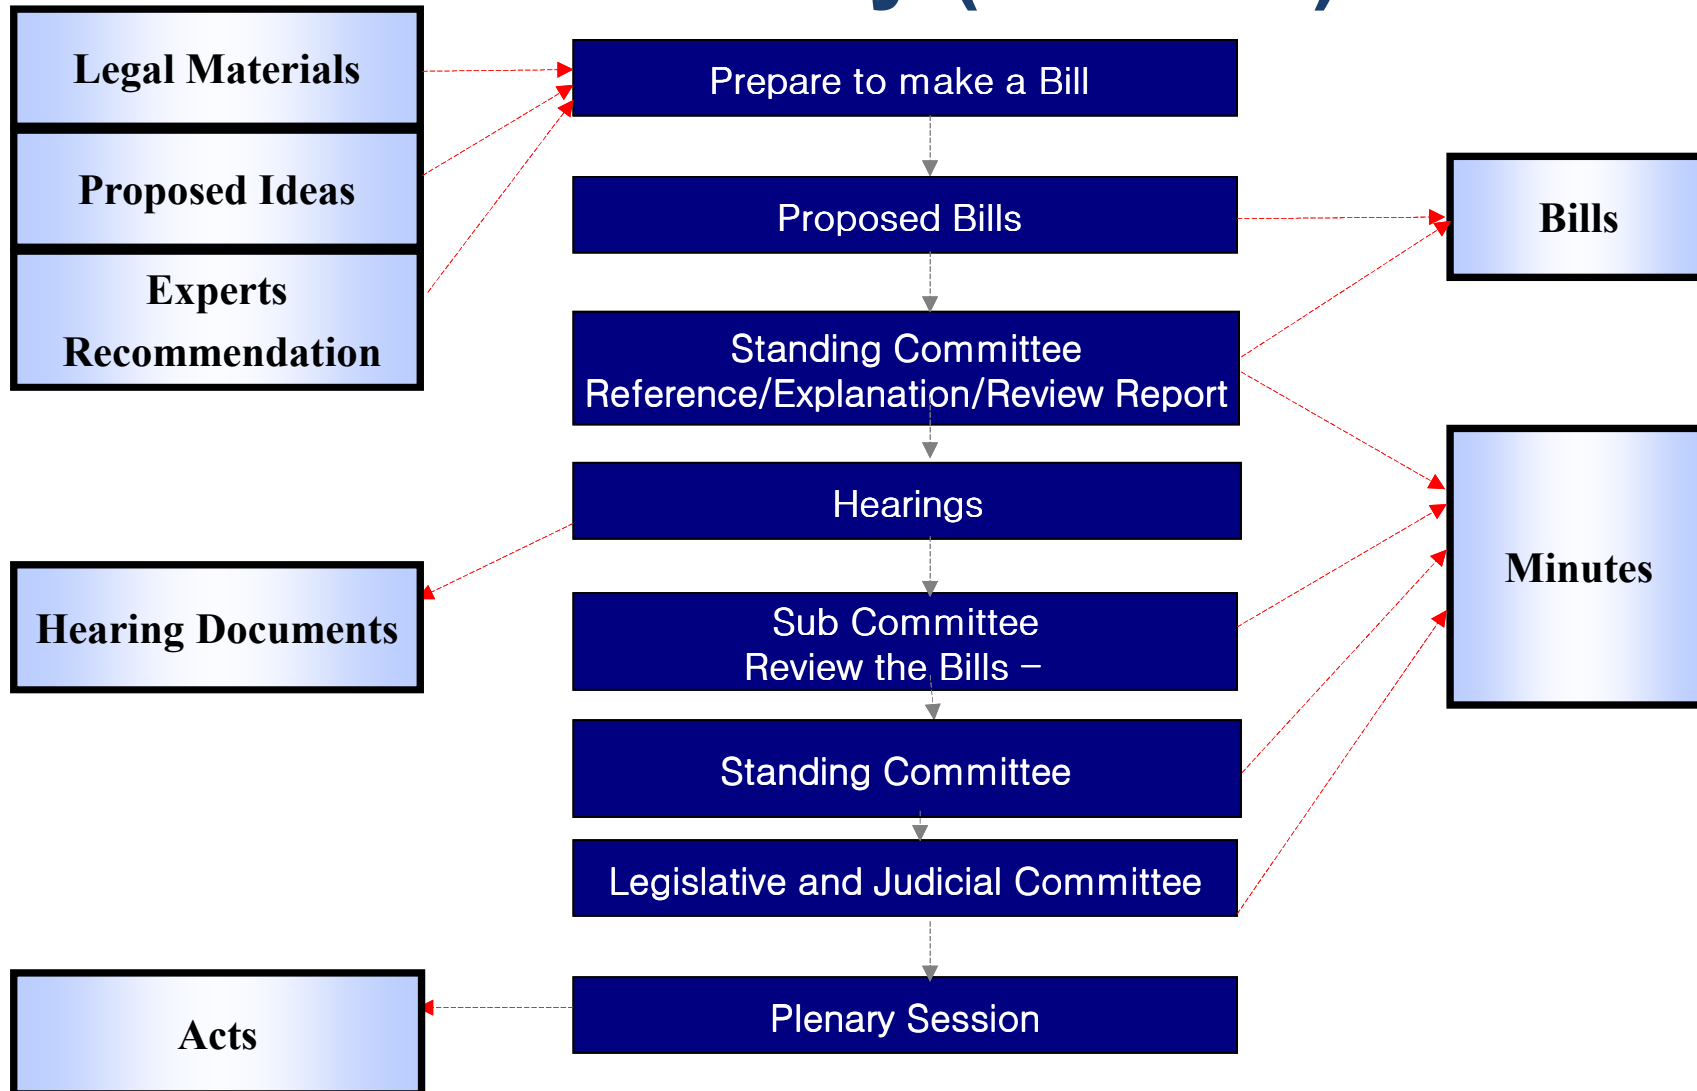 Legal Materials
Proposed Ideas
Experts
Recommendation
Prepare to make a Bill
Proposed Bills
Standing Committee
Reference/Explanation/Review Report
Hearings
Sub Committee
Review the Bills –
Standing Committee
Legislative and Judicial Committee
Plenary Session
Bills
Minutes
Hearing Documents
Acts